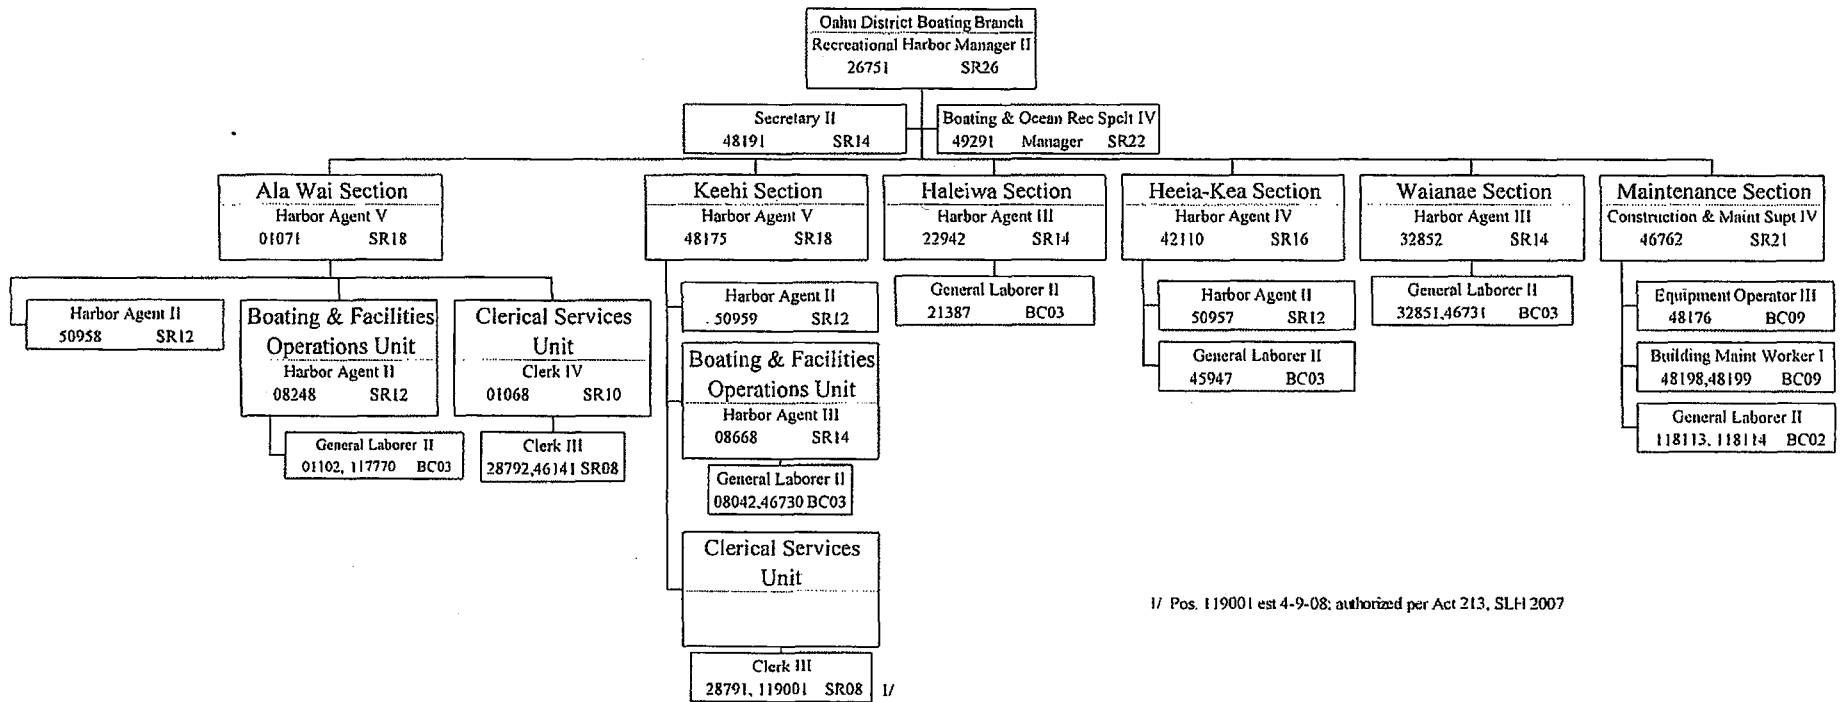 Oahu District Boating Branch
Recreational Harbor Manager II
26751 SR26
Secretary II
48191 SR14
Boating & Ocean Rec Spclt IV
49291 Manager SR22
Ala Wai Section
Harbor Agent V
01071 SR18
Keehi Section
Harbor Agent V
48175 SR18
Haleiwa Section
Harbor Agent III
22942 SR14
Heeia-Kea Section
Harbor Agent IV
42110 SR16
Waianae Section
Harbor Agent III
32852 SR14
Maintenance Section
Construction & Maint Supt IV
46762 SR21
Harbor Agent II
50958 SR12
Boating & Facilities
Operations Unit
Harbor Agent II
08248 SR12
General Laborer II
01102, 117770 BC03
Clerical Services
Unit
Clerk IV
01068 SR10
Clerk III
28792,46141 SR08
Harbor Agent II
50959 SR12
Boating & Facilities
Operations Unit
Harbor Agent III
08668 SR14
General Laborer II
08042,46730 BC03
Clerical Services
Unit
Clerk III
28791, 119001 SR08 1/
General Laborer II
21387 BC03
Harbor Agent II
50957 SR12
General Laborer II
45947 BC03
General Laborer II
32851,46731 BC03
Equipment Operator III
48176 BC09
Building Maint Worker I
48198,48199 BC09
General Laborer II
118113, 118114 BC02
1/ Pos. 119001 est 4-9-08; authorized per Act 213, SLH 2007